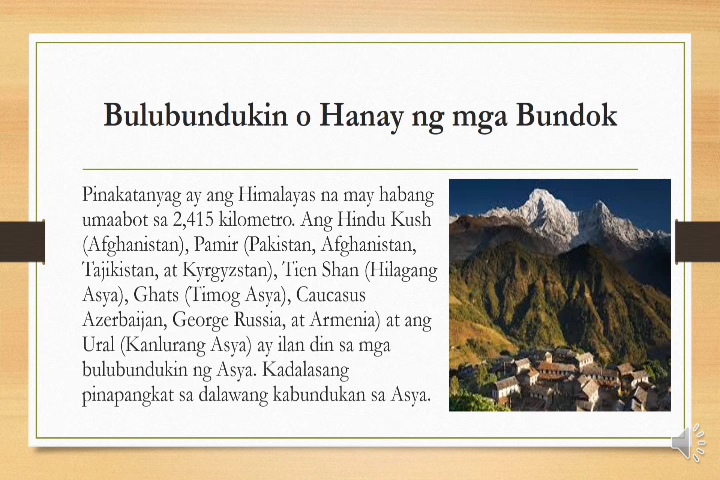 Bulubundukin o Hanay ng mga Bundok
Pinakatanyag ay ang Himalayas na may habang
umaabot sa 2,415 kilometro. Ang Hindu Kush
(Afghanistan), Pamir (Pakistan, Afghanistan,
Tajikistan, at Kyrgyzstan), Tien Shan (Hilagang
Asya), Ghats (Timog Asya), Caucasus
Azerbaijan, George Russia, at Armenia) at ang
Ural (Kanlurang Asya) ay ilan din sa mga
bulubundukin ng Asya. Kadalasang
pinapangkat sa dalawang kabundukan sa Asya.